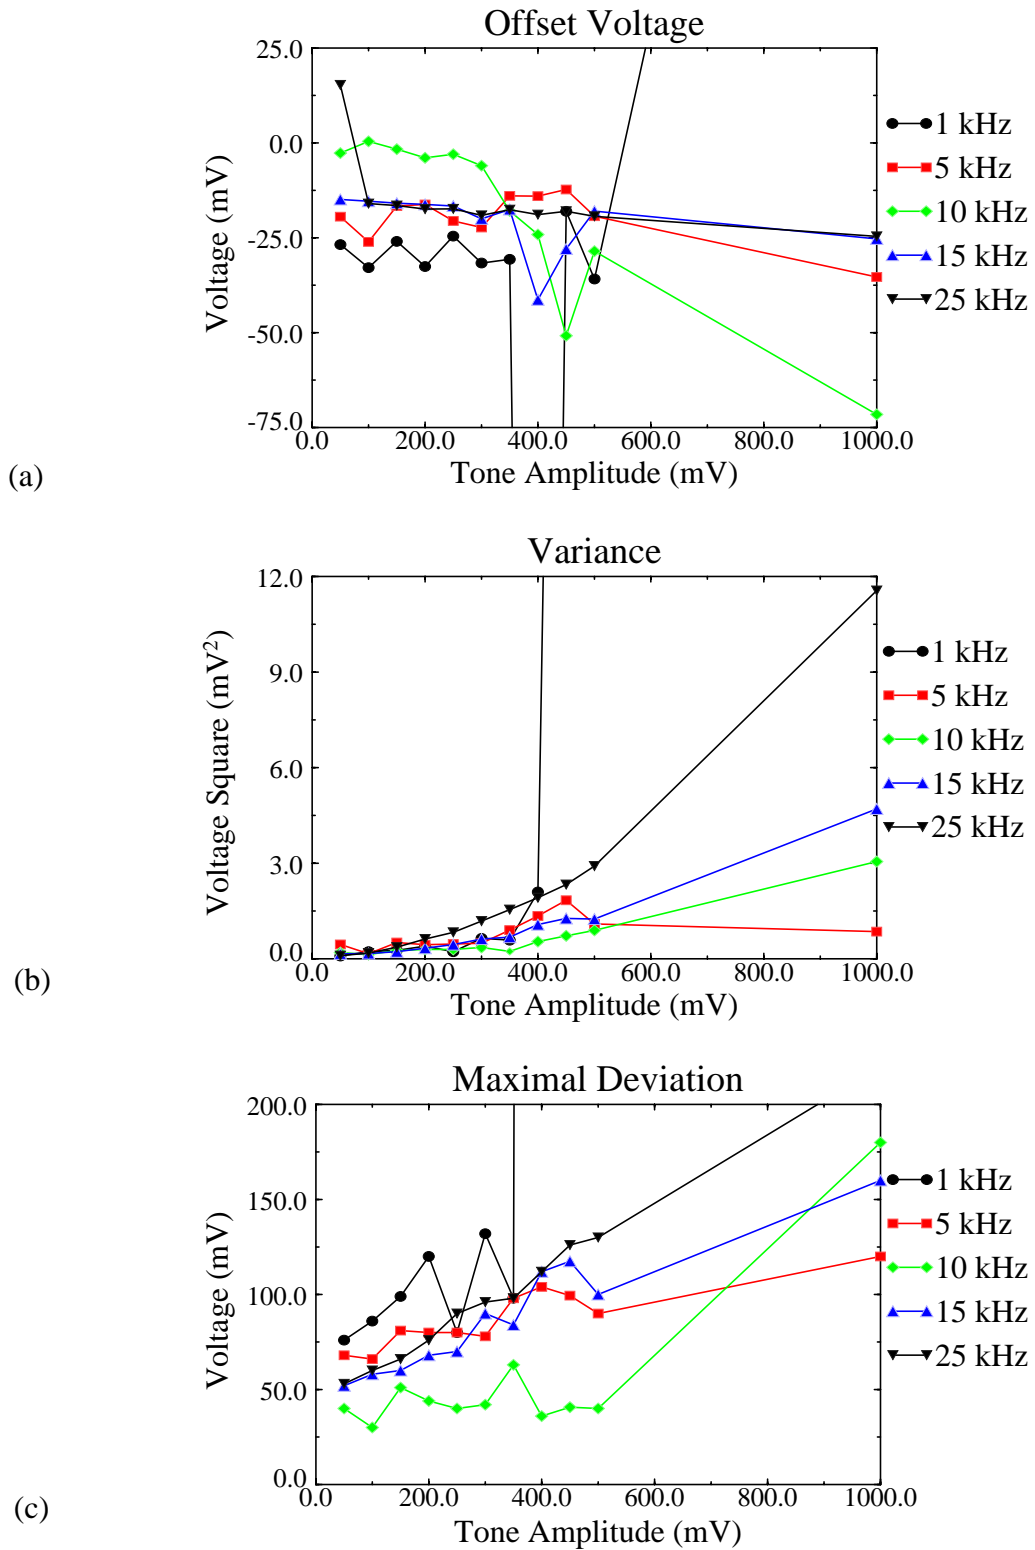 Offset Voltage
25.0
0.0
-25.0
-50.0
-75.0
Voltage (mV)
0.0 200.0 400.0 600.0 800.0 1000.0
Tone Amplitude (mV)
1 kHz
5 kHz
10 kHz
15 kHz
25 kHz
(a)
Variance
12.0
9.0
6.0
3.0
0.0
Voltage Square (mV²)
0.0 200.0 400.0 600.0 800.0 1000.0
Tone Amplitude (mV)
1 kHz
5 kHz
10 kHz
15 kHz
25 kHz
(b)
Maximal Deviation
200.0
150.0
100.0
50.0
0.0
Voltage (mV)
0.0 200.0 400.0 600.0 800.0 1000.0
Tone Amplitude (mV)
1 kHz
5 kHz
10 kHz
15 kHz
25 kHz
(c)